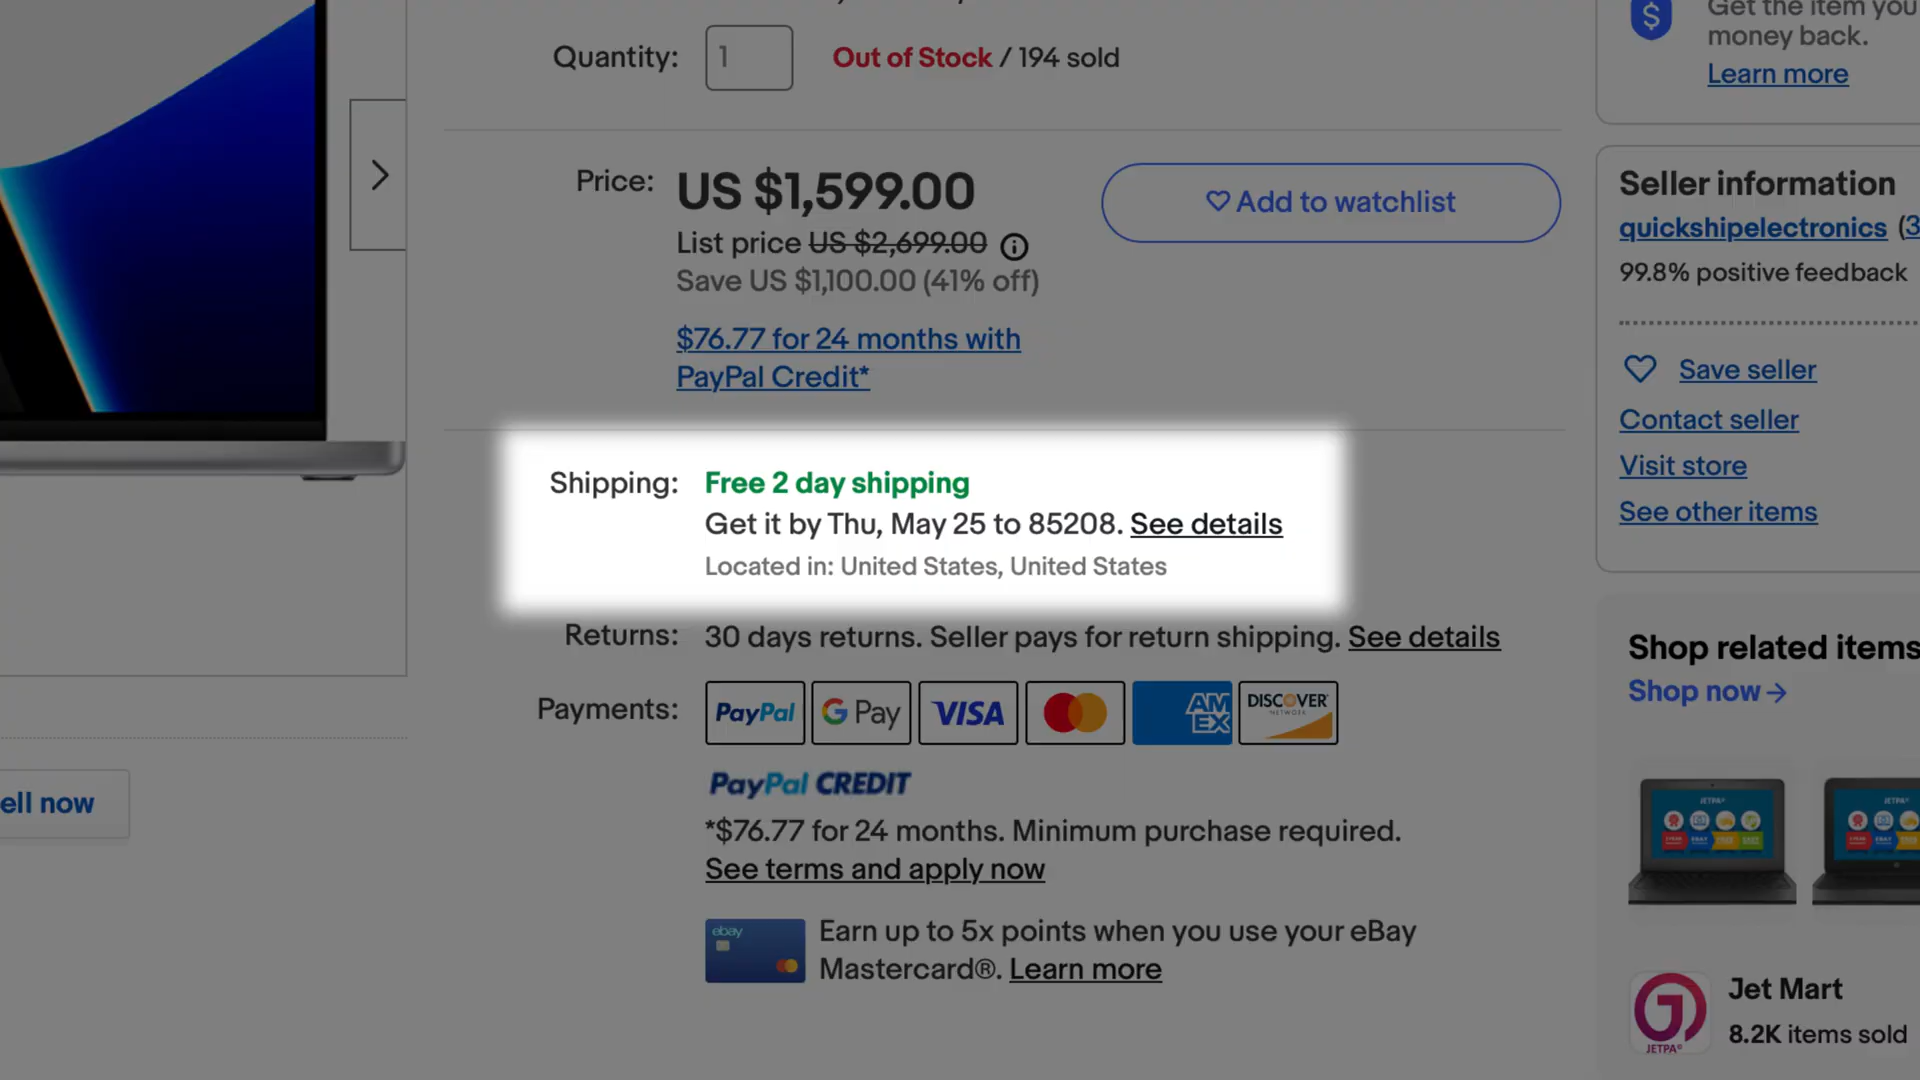 Quantity: 1 Out of Stock / 194 sold
Price: US $1,599.00
Add to watchlist
List price US $2,699.00
Save US $1,100.00 (41% off)
$76.77 for 24 months with
PayPal Credit*
Shipping: Free 2 day shipping
Get it by Thu, May 25 to 85208. See details
Located in: United States, United States
Returns: 30 days returns. Seller pays for return shipping. See details
Payments: PayPal G Pay VISA AM EX DISCOVER NETWORK
PayPal CREDIT
*$76.77 for 24 months. Minimum purchase required.
See terms and apply now
ebay
Earn up to 5x points when you use your eBay
Mastercard®. Learn more
ell now
Get the item you
money back.
Learn more
Seller information
quickshipelectronics (3
99.8% positive feedback
Save seller
Contact seller
Visit store
See other items
Shop related items
Shop now
JETPA®
JETPA®
Jet Mart
8.2K items sold
JETPA®